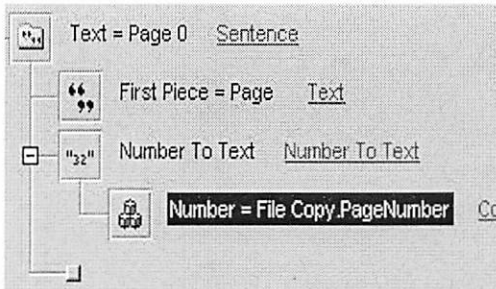 Text = Page 0 Sentence
First Piece = Page Text
"32" Number To Text Number To Text
Number = File Copy.PageNumber Co